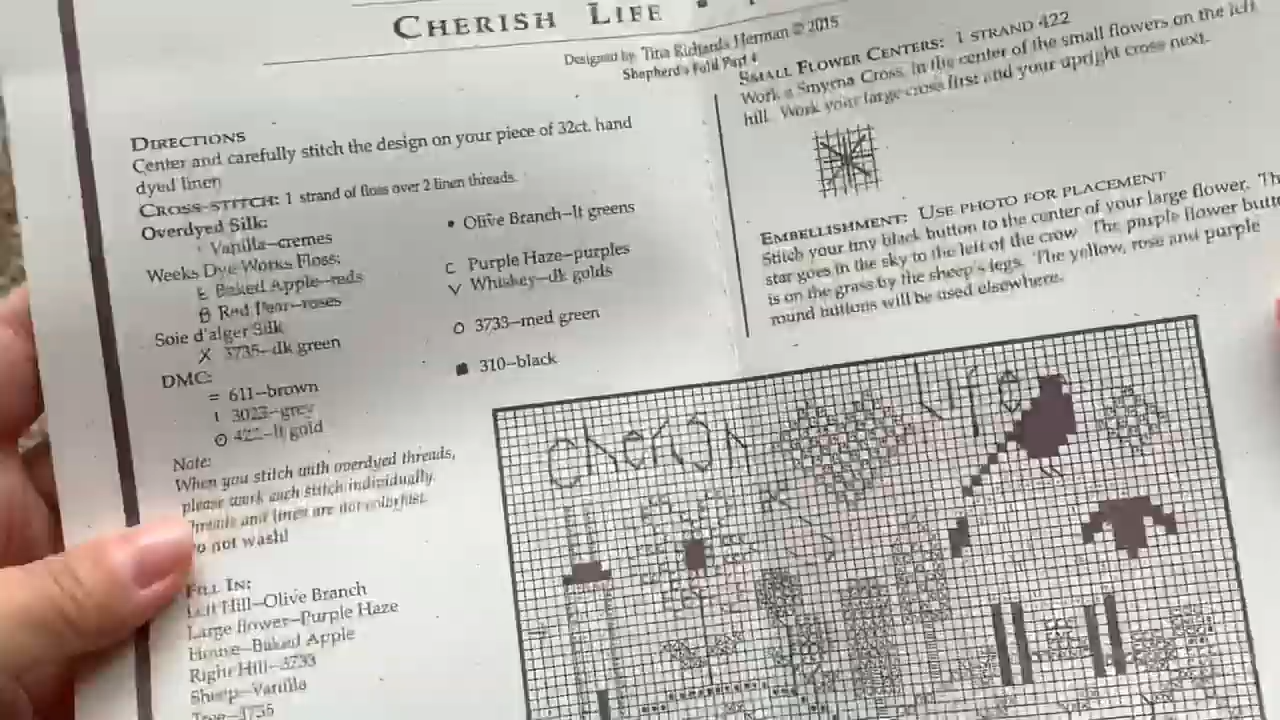 CHERISH LIFE
Designed by Tina Richards Herman © 2015
Shepherd's Fold Part 4
DIRECTIONS
Center and carefully stitch the design on your piece of 32ct. hand
dyed linen
CROSS-STITCH: 1 strand of floss over 2 linen threads.
Overdyed Silk:
Vanilla–cremes
Weeks Dye Works Floss:
Baked Apple–reds
Red Pear–roses
Soie d'alger Silk
X 3735–dk green
DMC:
= 611–brown
3023–grey
422–lt gold
• Olive Branch–lt greens
C Purple Haze–purples
V Whiskey–dk golds
O 3733–med green
■ 310–black
Note:
When you stitch with overdyed threads,
please work each stitch individually.
Threads and linen are not colorfast.
Do not wash!
FILL IN:
Left Hill–Olive Branch
Large flower–Purple Haze
House–Baked Apple
Right Hill–3733
Sheep–Vanilla
Tree–3735
SMALL FLOWER CENTERS: 1 STRAND 422
Work a Smyrna Cross in the center of the small flowers on the left
hill. Work your large cross first and your upright cross next.
EMBELLISHMENT: USE PHOTO FOR PLACEMENT
Stitch your tiny black button to the center of your large flower. The
star goes in the sky to the left of the crow. The purple flower button
is on the grass by the sheep's legs. The yellow, rose and purple
round buttons will be used elsewhere.
Cherish Life